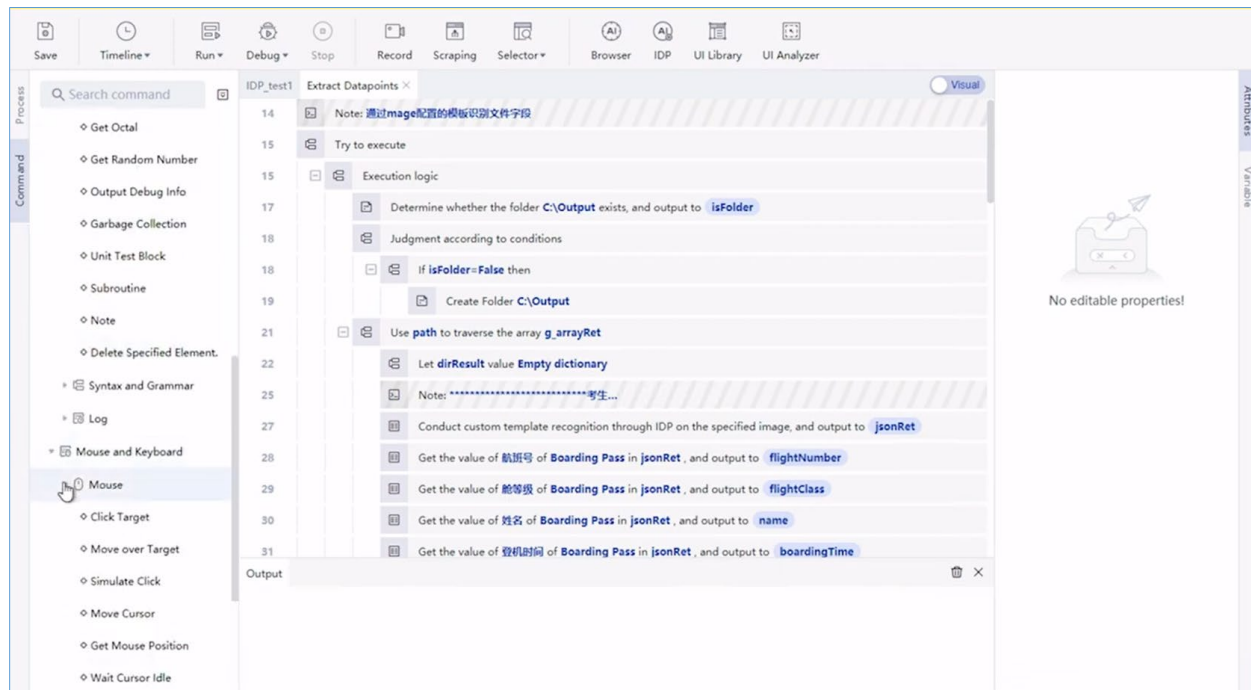 Save
Timeline
Run
Debug
Stop
Record
Scraping
Selector
Browser
IDP
UI Library
UI Analyzer
Process
Command
Search command
Get Octal
Get Random Number
Output Debug Info
Garbage Collection
Unit Test Block
Subroutine
Note
Delete Specified Element.
Syntax and Grammar
Log
Mouse and Keyboard
Mouse
Click Target
Move over Target
Simulate Click
Move Cursor
Get Mouse Position
Wait Cursor Idle
IDP_test1
Extract Datapoints
Visual
14 Note: 通过mage配置的模板识别文件字段
15 Try to execute
15 Execution logic
17 Determine whether the folder C:\Output exists, and output to isFolder
18 Judgment according to conditions
18 If isFolder=False then
19 Create Folder C:\Output
21 Use path to traverse the array g_arrayRet
22 Let dirResult value Empty dictionary
25 Note: ***************************考生...
27 Conduct custom template recognition through IDP on the specified image, and output to jsonRet
28 Get the value of 航班号 of Boarding Pass in jsonRet , and output to flightNumber
29 Get the value of 舱等级 of Boarding Pass in jsonRet , and output to flightClass
30 Get the value of 姓名 of Boarding Pass in jsonRet , and output to name
31 Get the value of 登机时间 of Boarding Pass in jsonRet , and output to boardingTime
Output
No editable properties!
Attributes
Variable